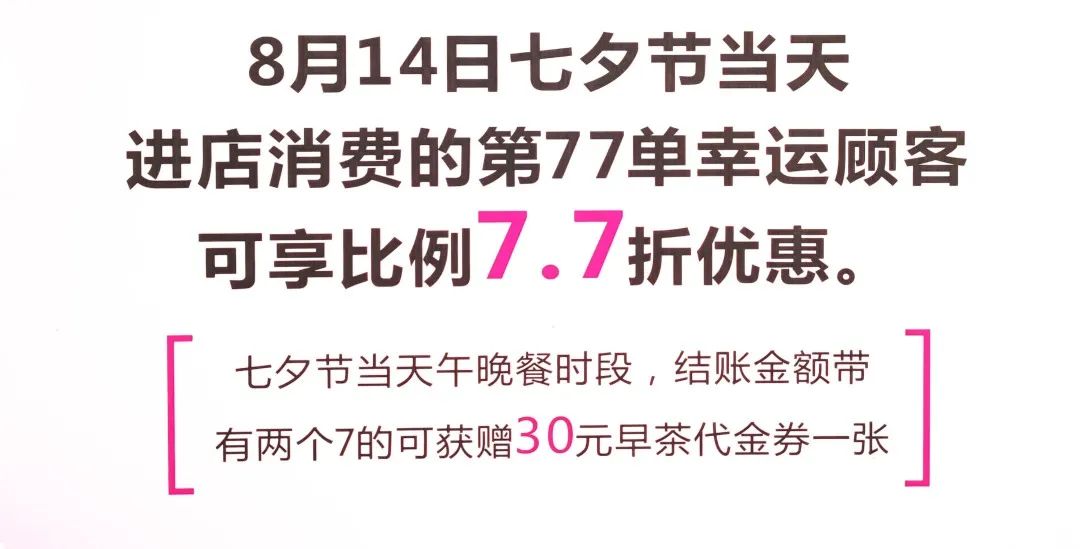 8月14日七夕节当天
进店消费的第77单幸运顾客
可享比例7.7折优惠。
七夕节当天午晚餐时段，结账金额带
有两个7的可获赠30元早茶代金券一张